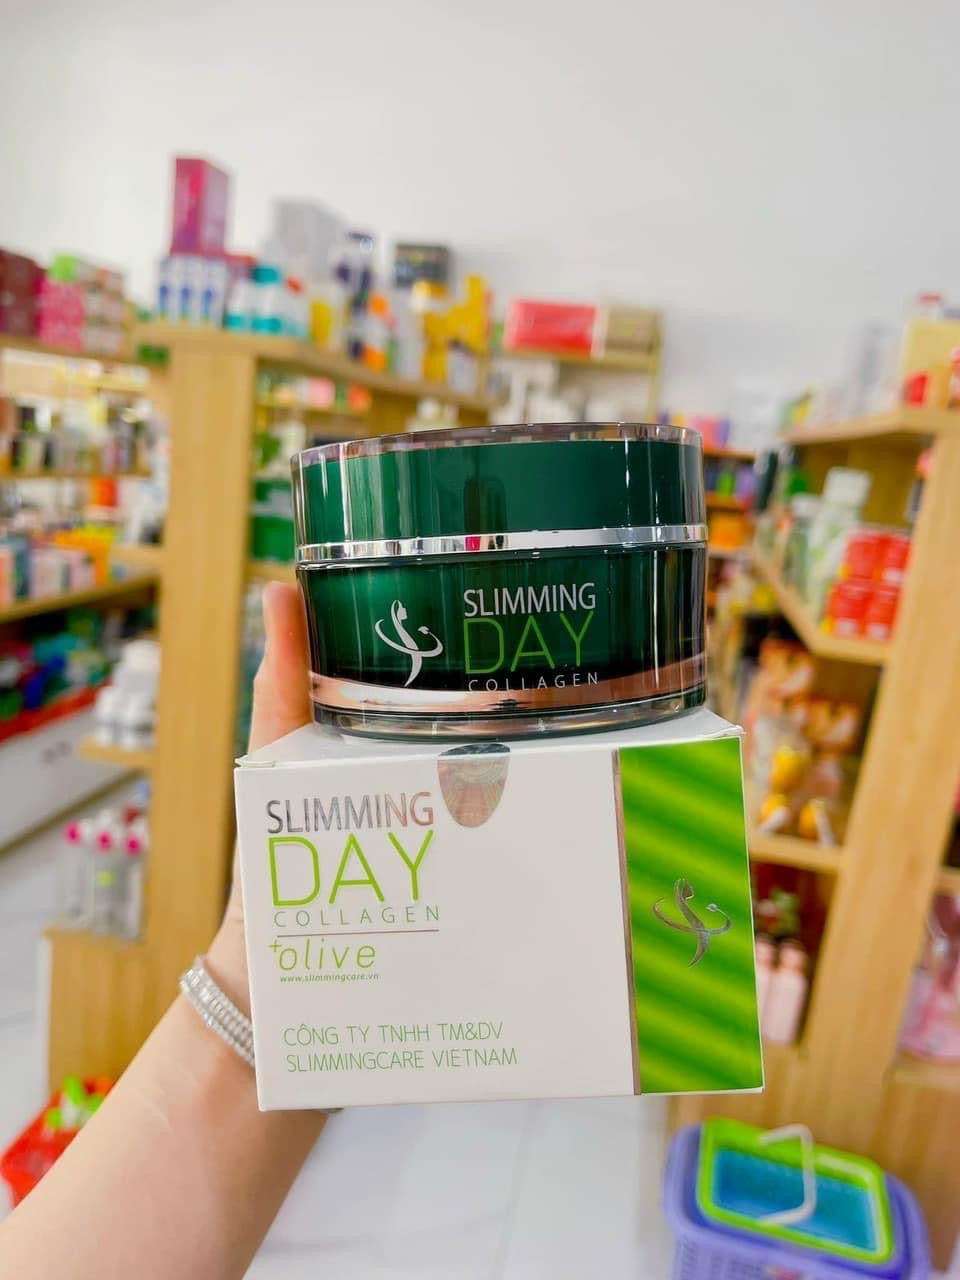 SLIMMING
DAY
COLLAGEN
SLIMMING
DAY
COLLAGEN
+olive
www.slimmingcare.vn
CÔNG TY TNHH TM&DV
SLIMMINGCARE VIETNAM